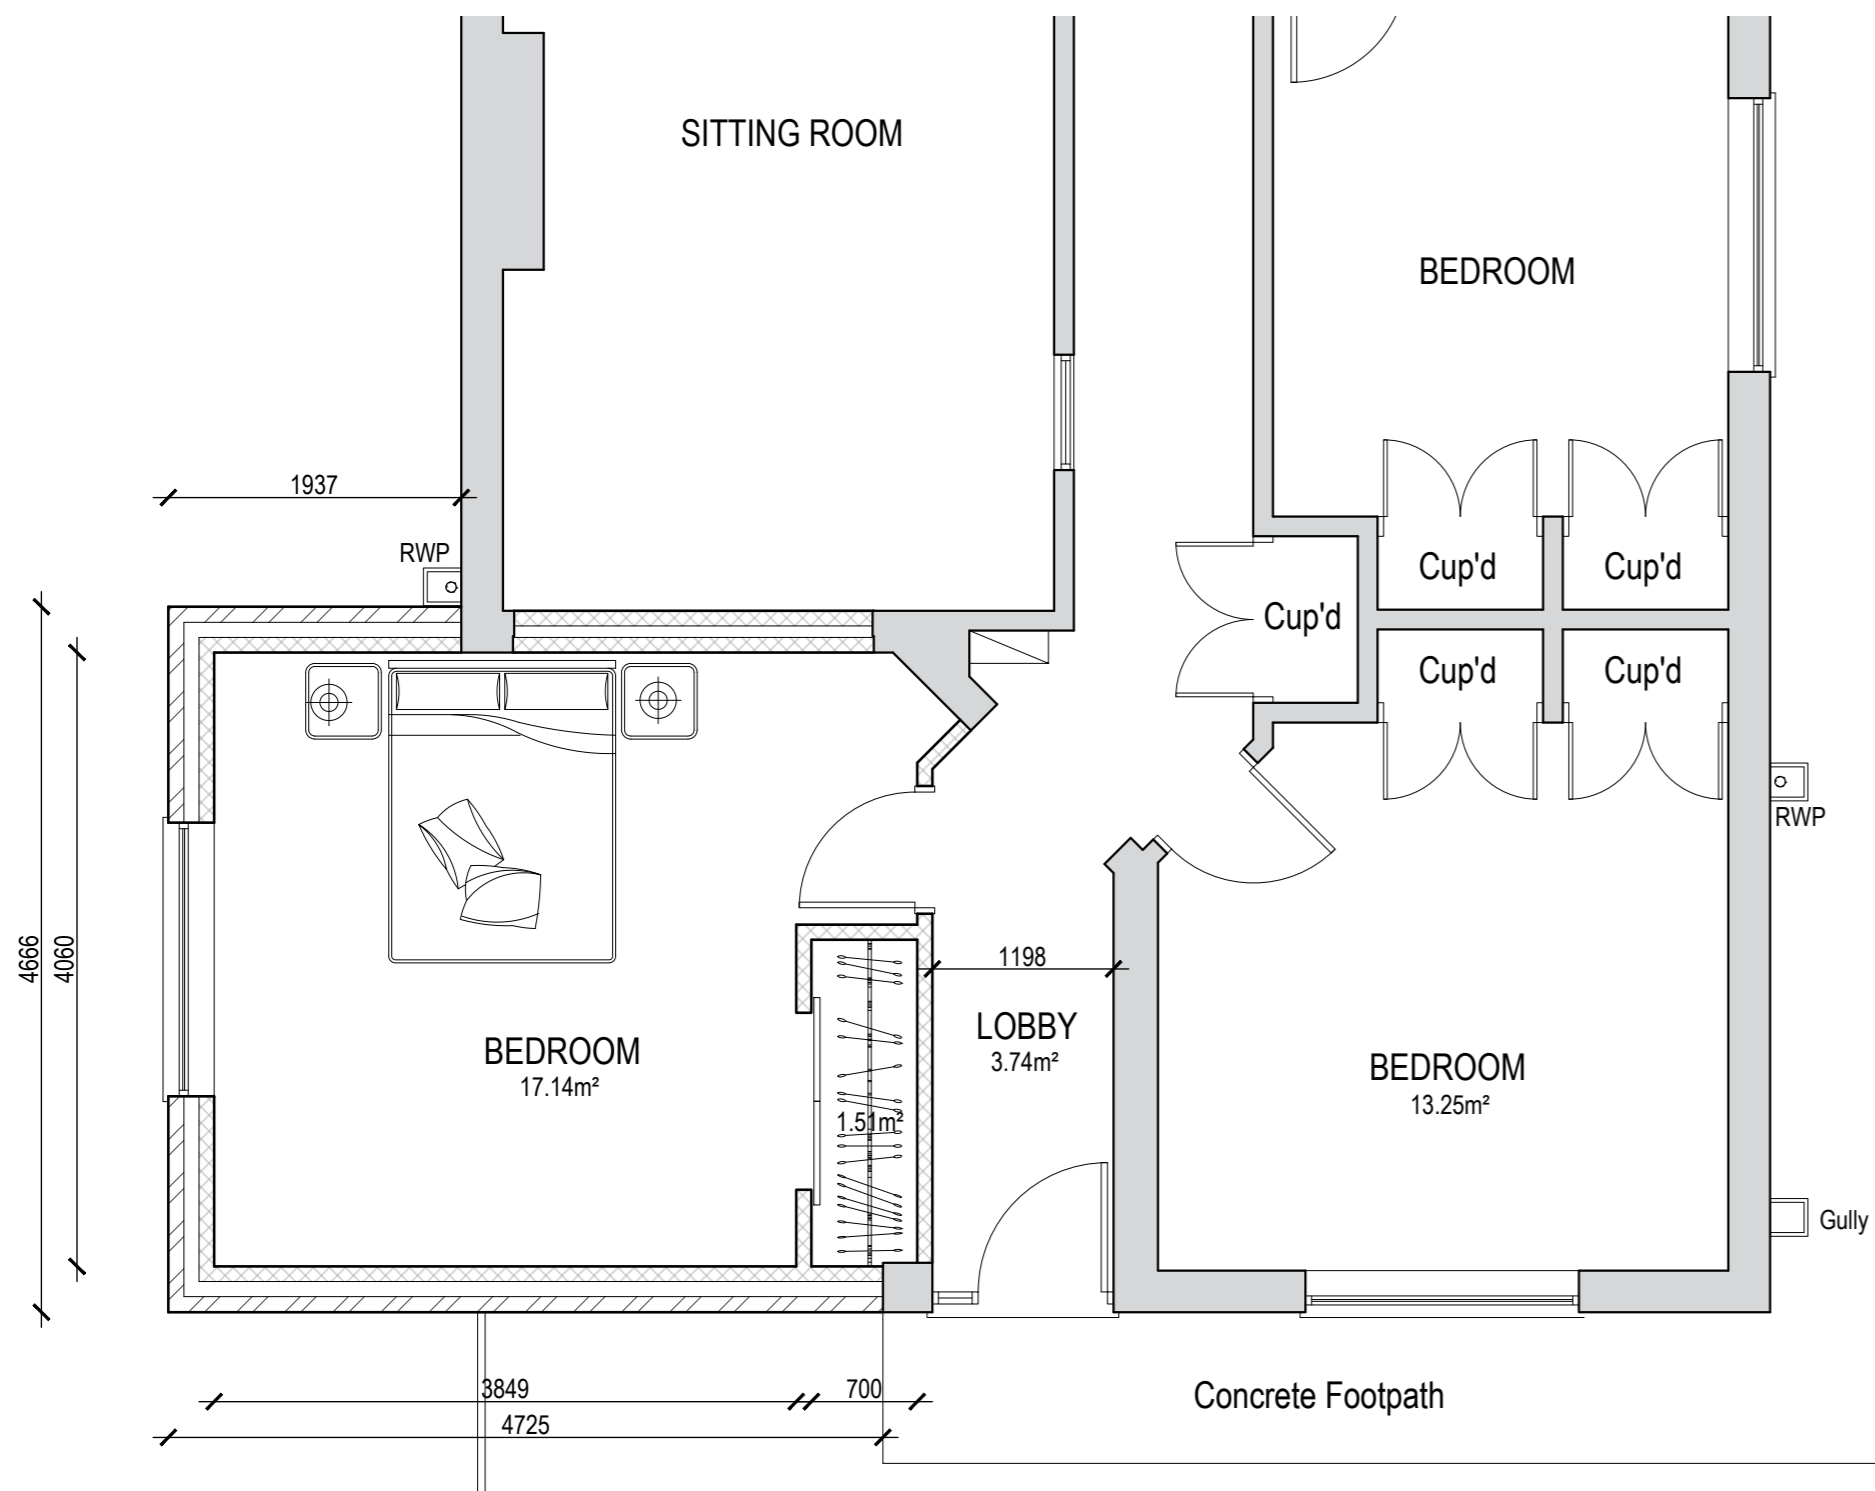 SITTING ROOM
BEDROOM
1937
RWP
Cup'd
Cup'd
Cup'd
Cup'd
Cup'd
RWP
4666
4060
1198
LOBBY
3.74m²
BEDROOM
17.14m²
BEDROOM
13.25m²
1.51m²
Gully
3849
700
4725
Concrete Footpath